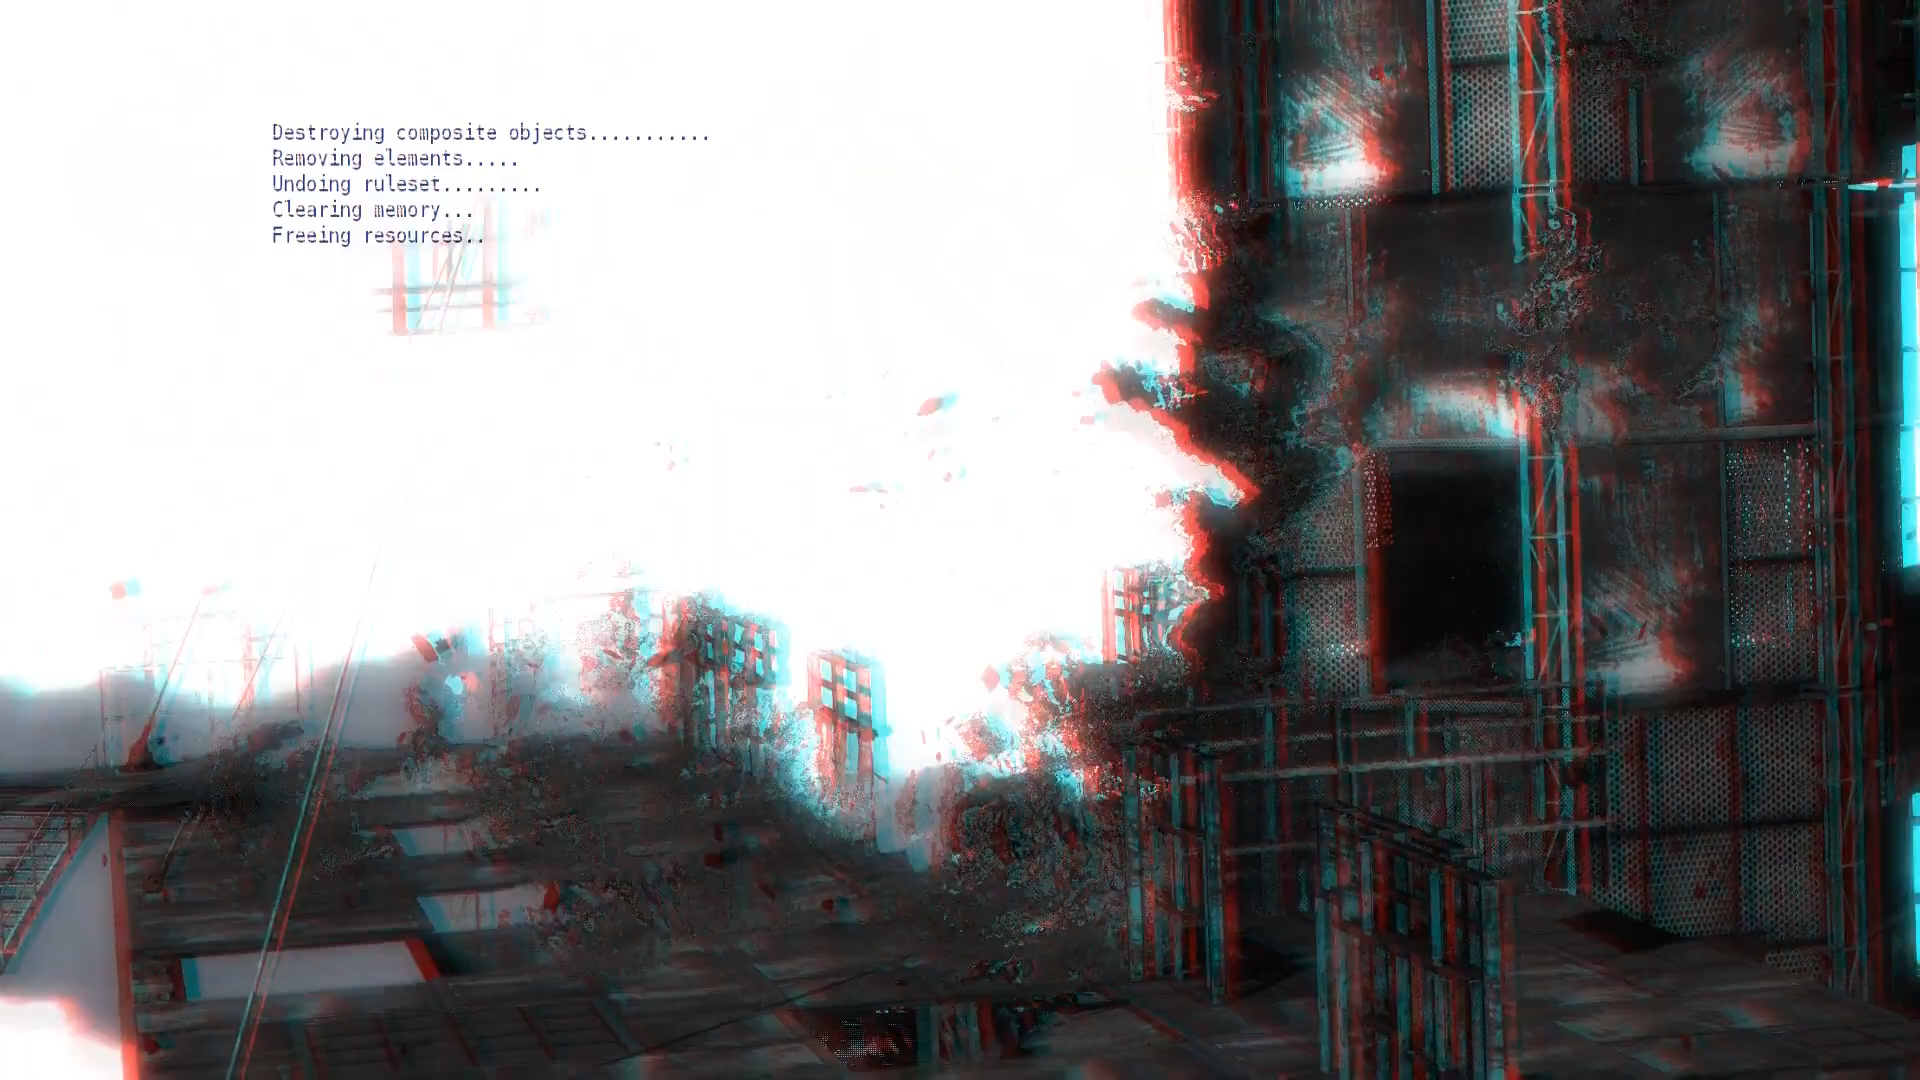 Destroying composite objects...........
Removing elements.....
Undoing ruleset.........
Clearing memory...
Freeing resources..